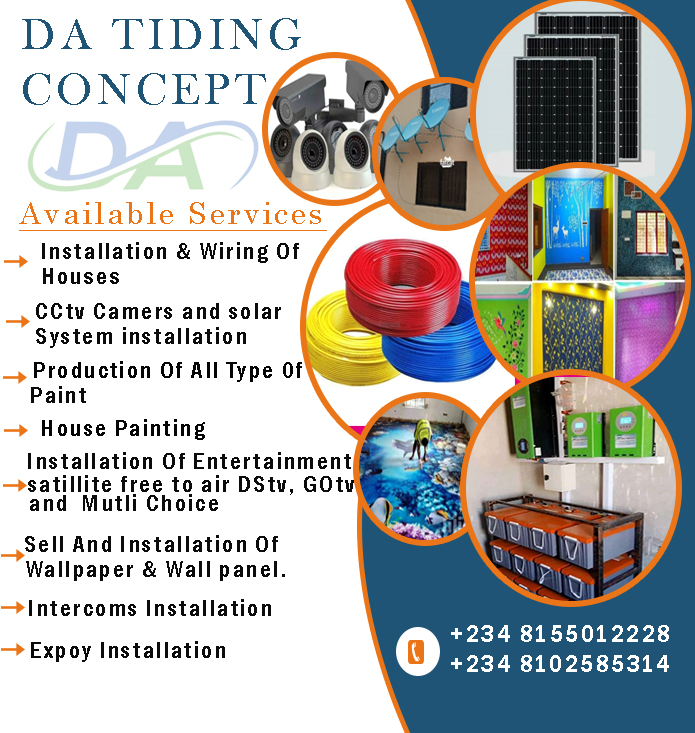 DA TIDING
CONCEPT
DA
Available Services
Installation & Wiring Of
Houses
CCtv Camers and solar
System installation
Production Of All Type Of
Paint
House Painting
Installation Of Entertainment
satillite free to air DStv, GOtv
and Mutli Choice
Sell And Installation Of
Wallpaper & Wall panel.
Intercoms Installation
Expoy Installation
+234 8155012228
+234 8102585314